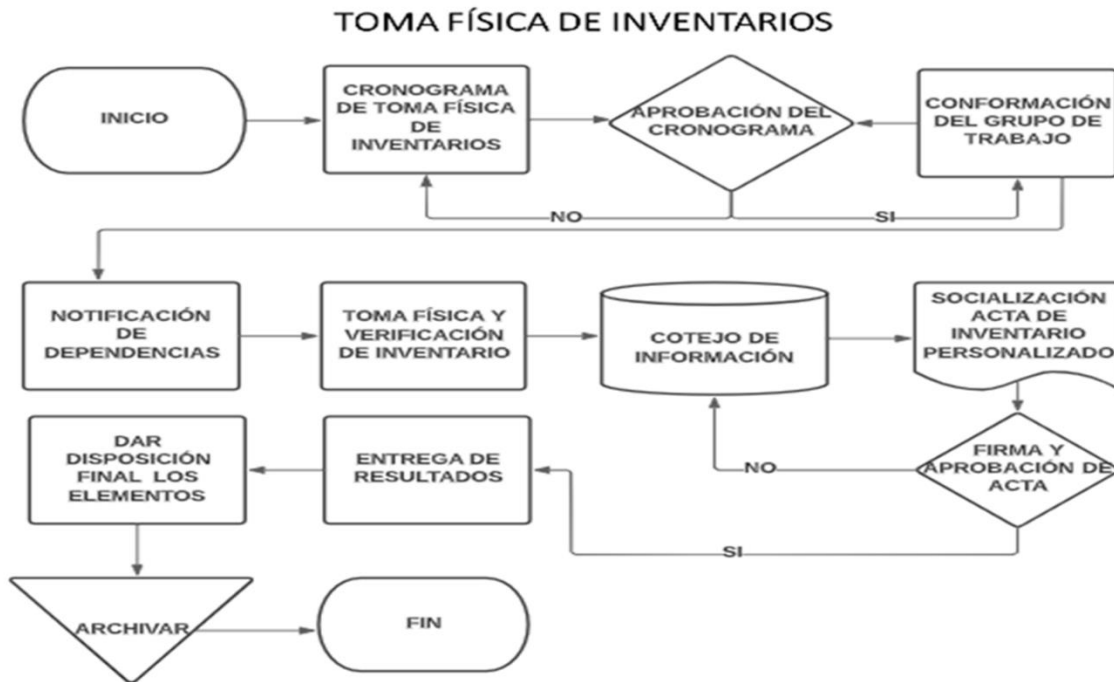 TOMA FÍSICA DE INVENTARIOS
INICIO
CRONOGRAMA
DE TOMA FÍSICA
DE
INVENTARIOS
APROBACIÓN DEL
CRONOGRAMA
CONFORMACIÓN
DEL GRUPO DE
TRABAJO
NO
SI
NOTIFICACIÓN
DE
DEPENDENCIAS
TOMA FÍSICA Y
VERIFICACIÓN
DE INVENTARIO
COTEJO DE
INFORMACIÓN
SOCIALIZACIÓN
ACTA DE
INVENTARIO
PERSONALIZADO
DAR
DISPOSICIÓN
FINAL LOS
ELEMENTOS
ENTREGA DE
RESULTADOS
NO
FIRMA Y
APROBACIÓN DE
ACTA
SI
ARCHIVAR
FIN